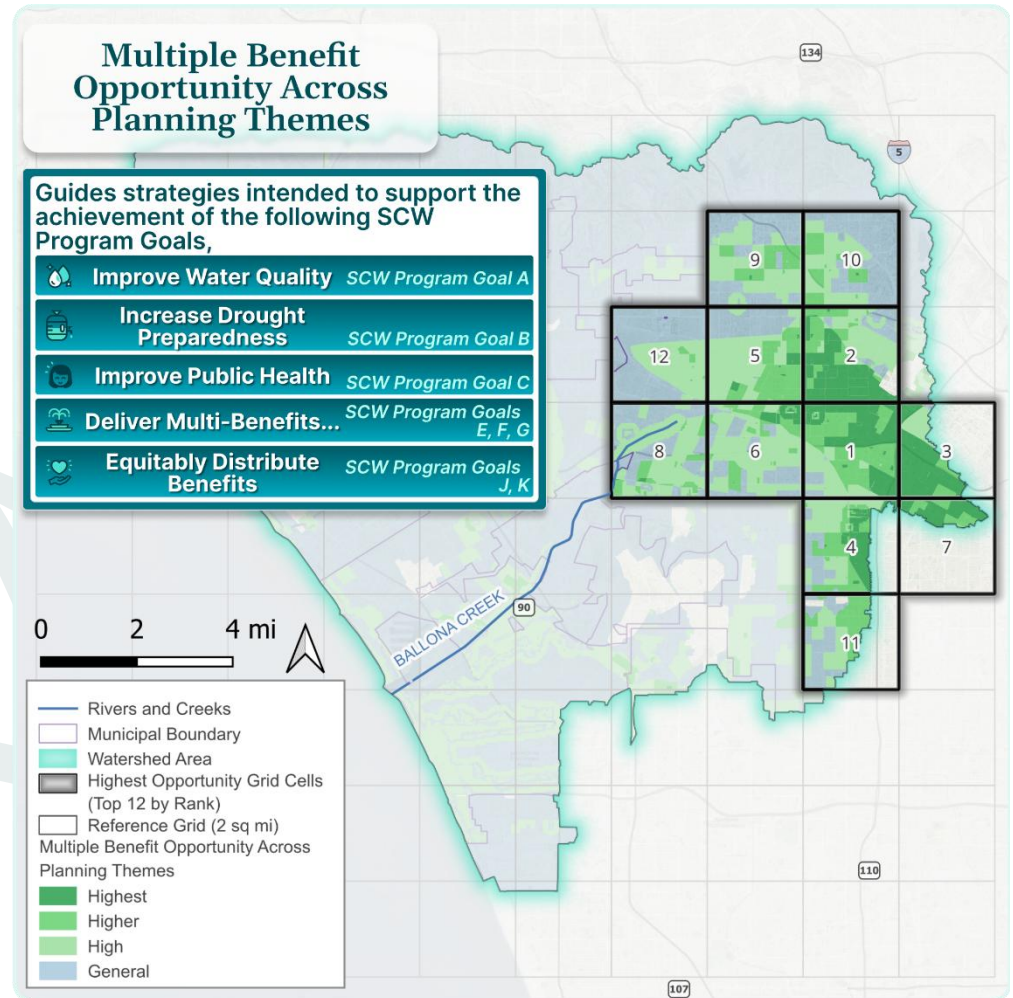 Multiple Benefit
Opportunity Across
Planning Themes
Guides strategies intended to support the
achievement of the following SCW
Program Goals,
Improve Water Quality SCW Program Goal A
Increase Drought
Preparedness SCW Program Goal B
Improve Public Health SCW Program Goal C
Deliver Multi-Benefits... SCW Program Goals
E, F, G
Equitably Distribute
Benefits SCW Program Goals
J, K
134
5
9
10
12
5
2
8
6
1
3
4
7
11
BALLONA CREEK
90
0 2 4 mi
Rivers and Creeks
Municipal Boundary
Watershed Area
Highest Opportunity Grid Cells
(Top 12 by Rank)
Reference Grid (2 sq mi)
Multiple Benefit Opportunity Across
Planning Themes
Highest
Higher
High
General
110
107